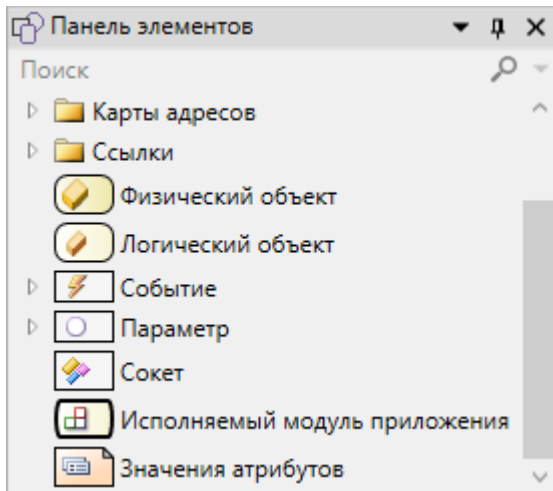 Панель элементов
Поиск
Карты адресов
Ссылки
Физический объект
Логический объект
Событие
Параметр
Сокет
Исполняемый модуль приложения
Значения атрибутов